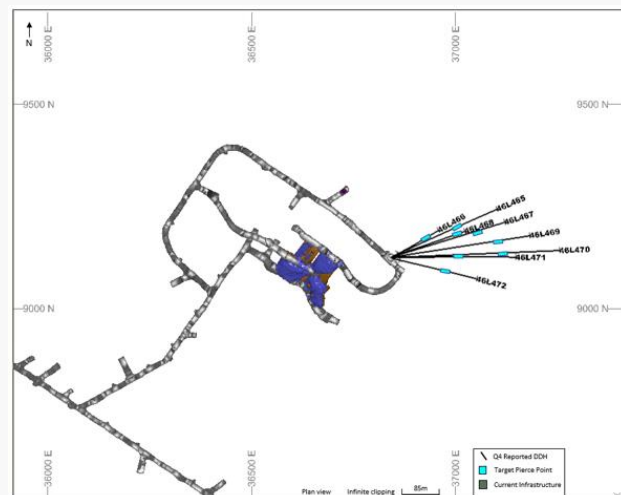 36000 E
36500 E
37000 E
N
9500 N
9500 N
46L465
46L466
46L467
46L468
46L469
46L470
46L471
46L472
9000 N
9000 N
36000 E
36500 E
37000 E
Q4 Reported DDH
Target Pierce Point
Current Infrastructure
Plan view Infinite clipping 85m